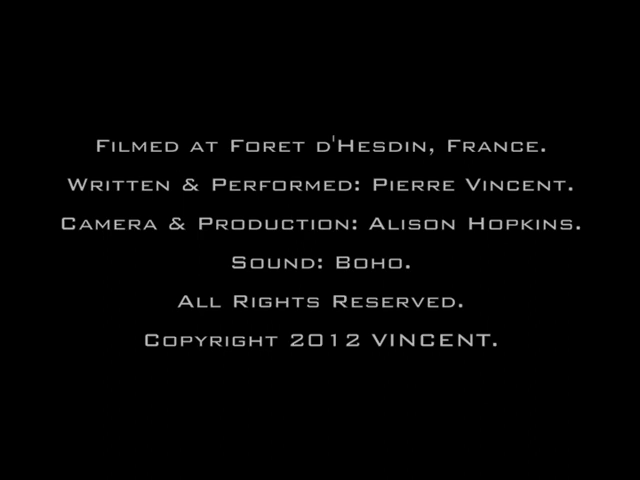 Filmed at Foret d'Hesdin, France.
Written & Performed: Pierre Vincent.
Camera & Production: Alison Hopkins.
Sound: Boho.
All Rights Reserved.
Copyright 2012 VINCENT.